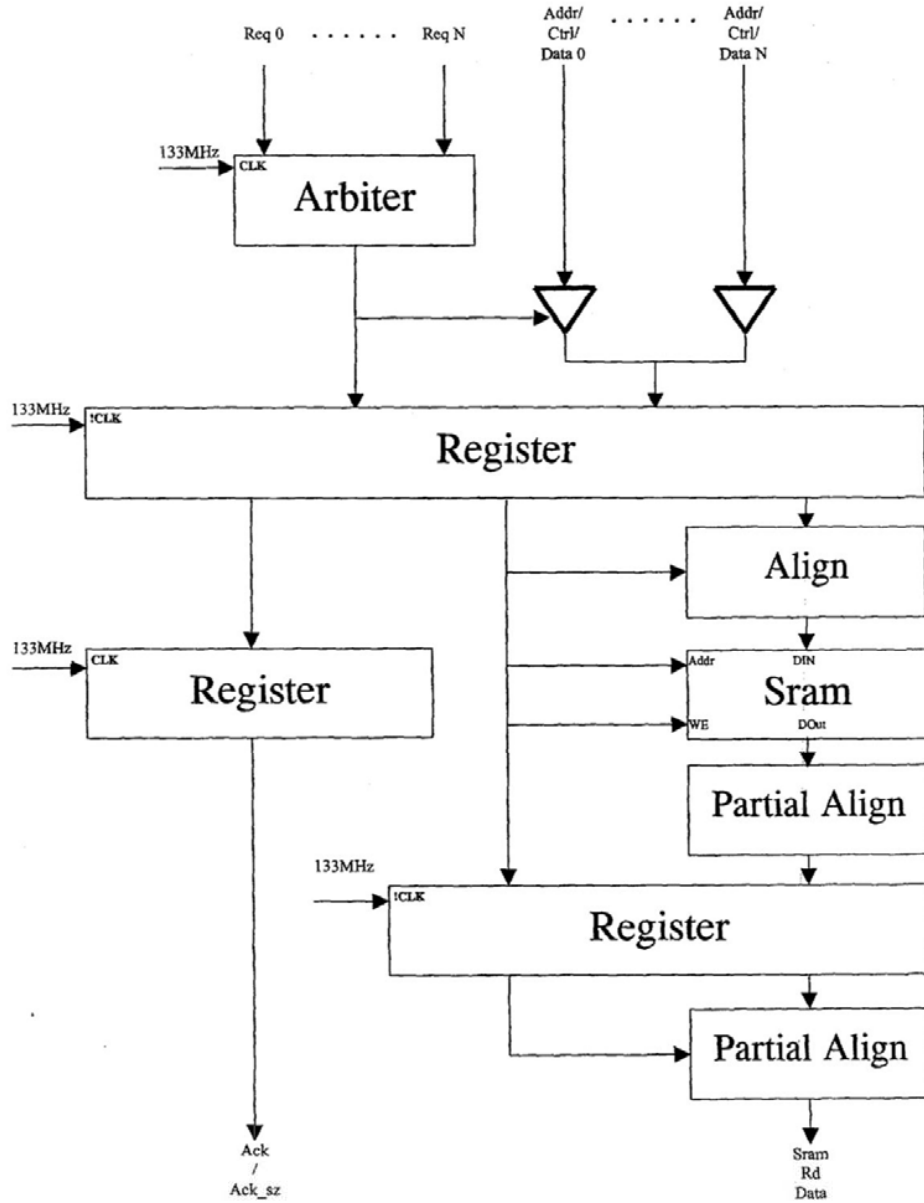 Req 0 . . . . . . Req N
Addr/ . . . . . . Addr/
Ctrl/ Ctrl/
Data 0 Data N
133MHz
CLK
Arbiter
133MHz
!CLK
Register
Align
133MHz
CLK
Register
Addr DIN
Sram
WE DOut
Partial Align
133MHz
!CLK
Register
Partial Align
Ack
/
Ack_sz
Sram
Rd
Data